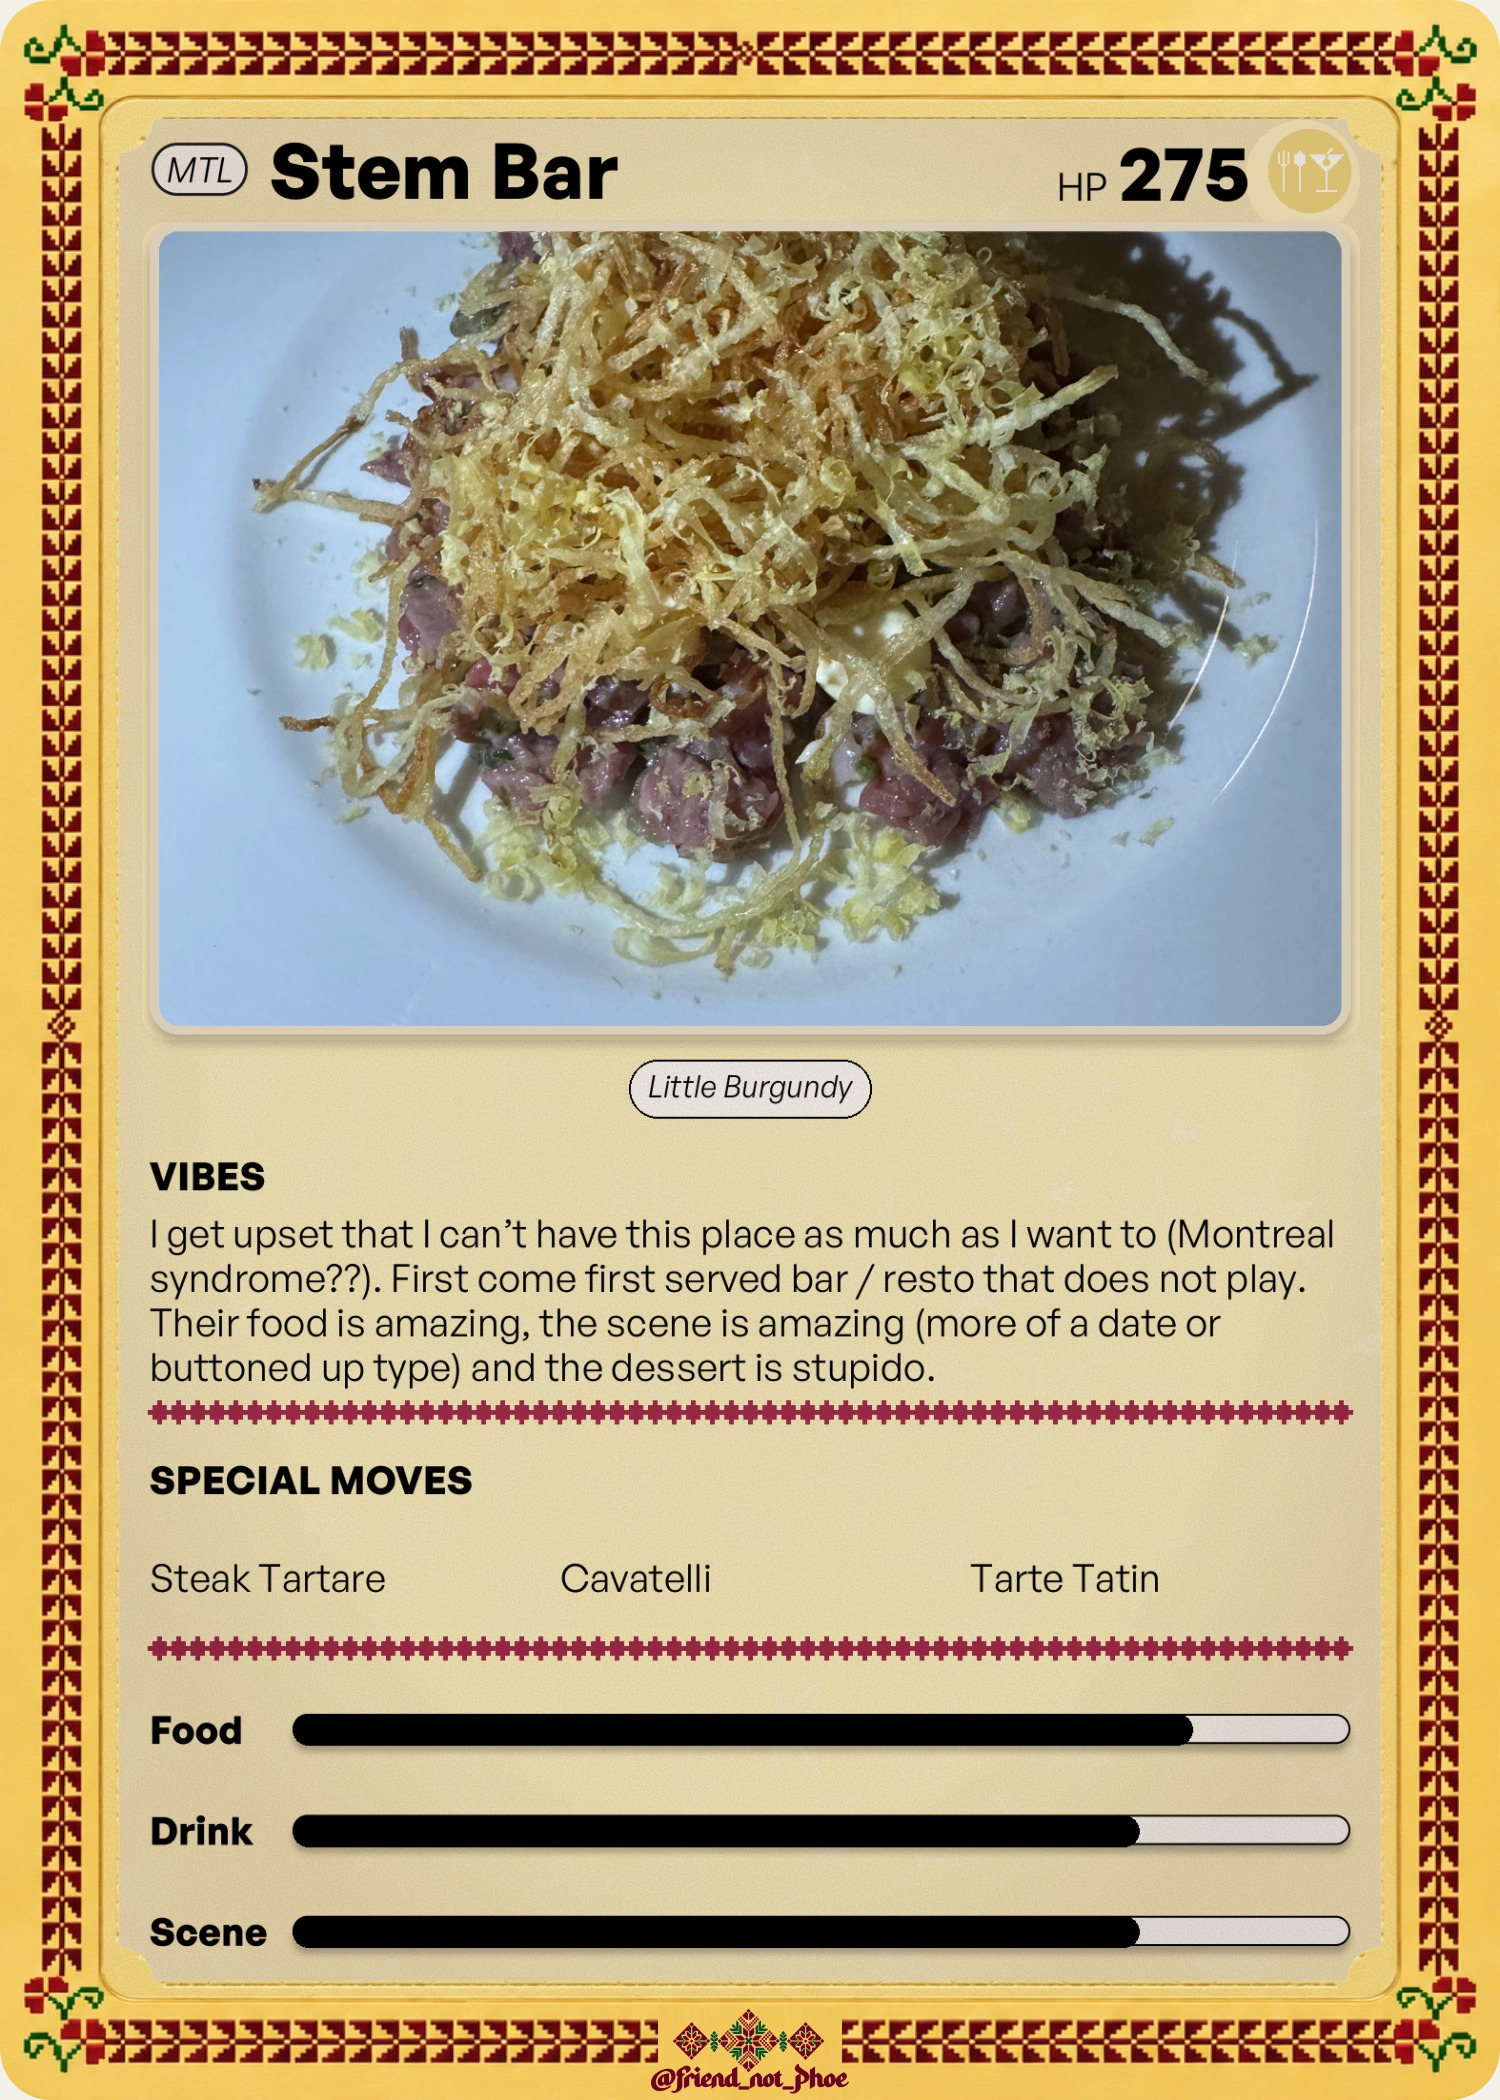 MTL Stem Bar HP 275
Little Burgundy
VIBES
I get upset that I can’t have this place as much as I want to (Montreal
syndrome??). First come first served bar / resto that does not play.
Their food is amazing, the scene is amazing (more of a date or
buttoned up type) and the dessert is stupido.
SPECIAL MOVES
Steak Tartare Cavatelli Tarte Tatin
Food
Drink
Scene
@friend_not_Phoe